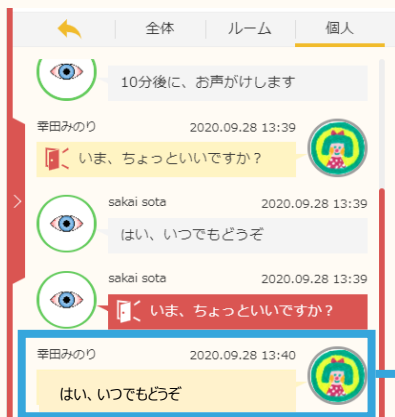 全体 ルーム 個人
10分後に、お声がけします
幸田みのり 2020.09.28 13:39
いま、ちょっといいですか？
sakai sota 2020.09.28 13:39
はい、いつでもどうぞ
sakai sota 2020.09.28 13:39
いま、ちょっといいですか？
幸田みのり 2020.09.28 13:40
はい、いつでもどうぞ